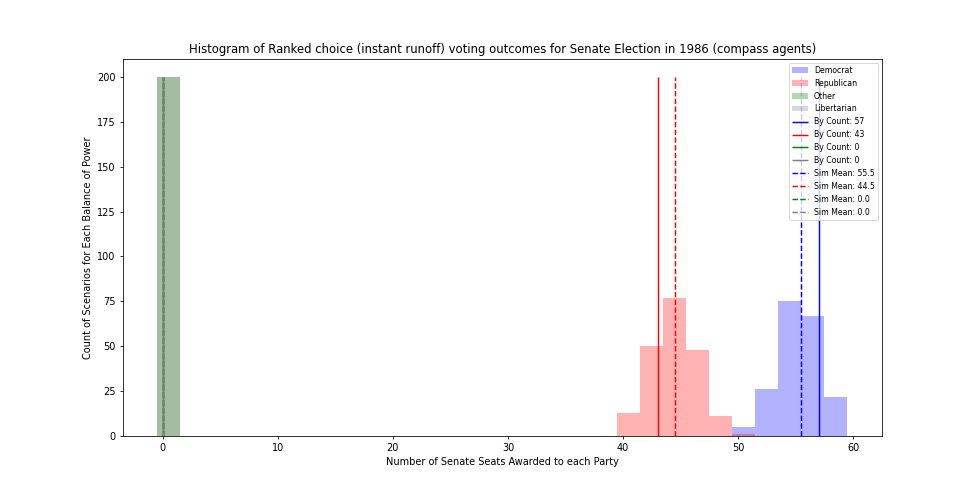 Histogram of Ranked choice (instant runoff) voting outcomes for Senate Election in 1986 (compass agents)
Count of Scenarios for Each Balance of Power
200
175
150
125
100
75
50
25
0
Democrat
Republican
Other
Libertarian
By Count: 57
By Count: 43
By Count: 0
By Count: 0
Sim Mean: 55.5
Sim Mean: 44.5
Sim Mean: 0.0
Sim Mean: 0.0
0
10
20
30
40
50
60
Number of Senate Seats Awarded to each Party